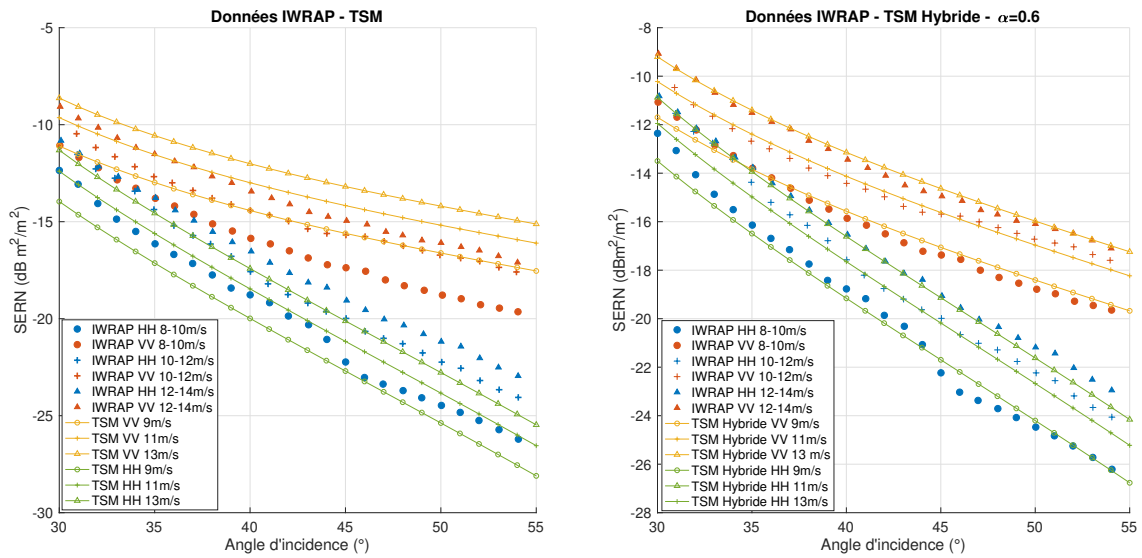 Données IWRAP - TSM
SERN (dB m²/m²)
-5
-10
-15
-20
-25
-30
IWRAP HH 8-10m/s
IWRAP VV 8-10m/s
IWRAP HH 10-12m/s
IWRAP VV 10-12m/s
IWRAP HH 12-14m/s
IWRAP VV 12-14m/s
TSM VV 9m/s
TSM VV 11m/s
TSM VV 13m/s
TSM HH 9m/s
TSM HH 11m/s
TSM HH 13m/s
30 35 40 45 50 55
Angle d'incidence (°)
Données IWRAP - TSM Hybride - α=0.6
SERN (dBm²/m²)
-8
-10
-12
-14
-16
-18
-20
-22
-24
-26
-28
IWRAP HH 8-10m/s
IWRAP VV 8-10m/s
IWRAP HH 10-12m/s
IWRAP VV 10-12m/s
IWRAP HH 12-14m/s
IWRAP VV 12-14m/s
TSM Hybride VV 9m/s
TSM Hybride VV 11m/s
TSM Hybride VV 13 m/s
TSM Hybride HH 9m/s
TSM Hybride HH 11m/s
TSM Hybride HH 13m/s
30 35 40 45 50 55
Angle d'incidence (°)